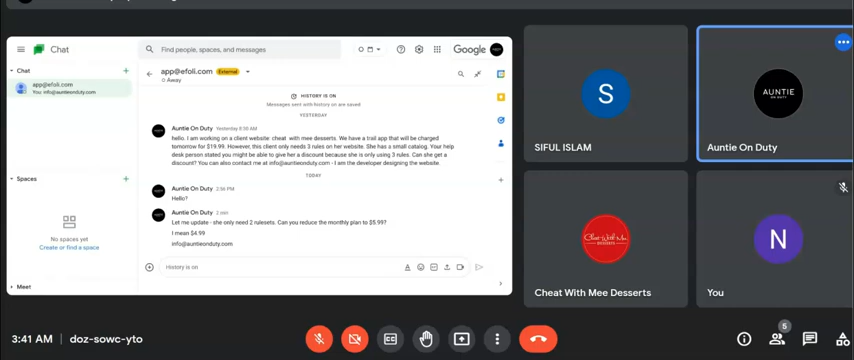 Chat
Find people, spaces, and messages
Google
Chat
app@efoli.com
You: info@auntieonduty.com
Spaces
No spaces yet
Create or find a space
Meet
app@efoli.com External
Away
HISTORY IS ON
Messages sent with history on are saved
YESTERDAY
Auntie On Duty Yesterday 8:50 AM
hello. I am working on a client website cheat with mee desserts. We have a trail app that will be charged
tomorrow for $19.99. However, this client only needs 3 rules on her website. She has a small catalog. Your help
desk person stated you might be able to give her a discount because she is only using 3 rules. Can she get a
discount? You can also contact me at info@auntieonduty.com - I am the developer designing the website.
TODAY
Auntie On Duty 2:56 PM
Hello?
Auntie On Duty
Let me update - she only need 2 rulesets. Can you reduce the monthly plan to $5.99?
I mean $4.99
info@auntieonduty.com
History is on
S
SIFUL ISLAM
AUNTIE
ON DUTY
Auntie On Duty
Cheat With Me
DESSERTS
Cheat With Mee Desserts
N
You
3:41 AM | doz-sowc-yto
5